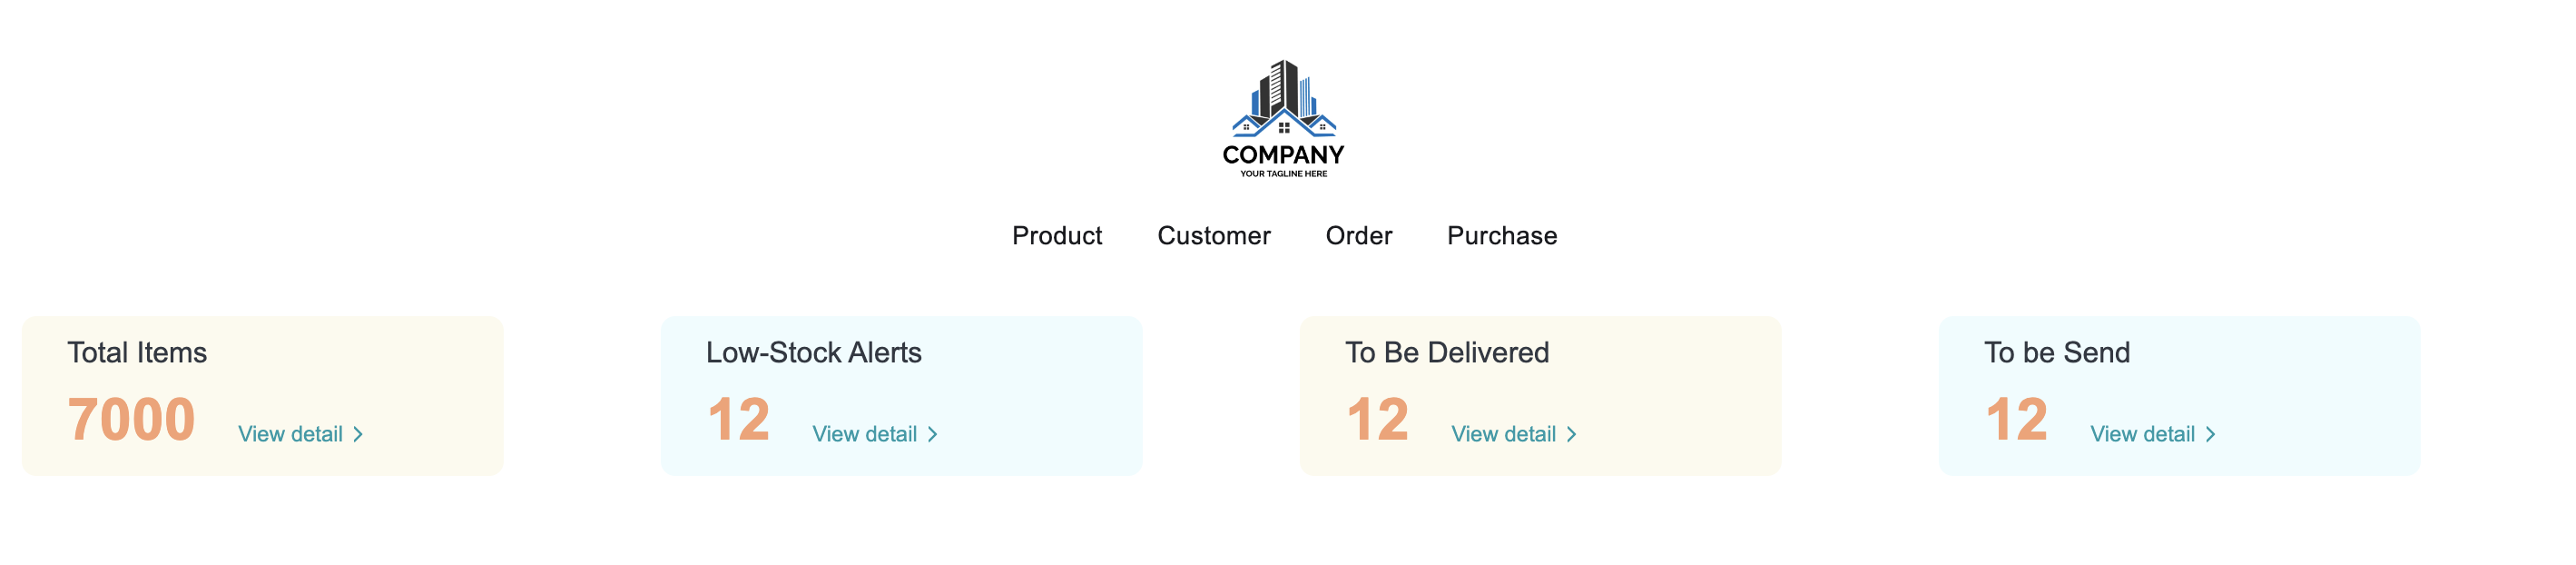 COMPANY
YOUR TAGLINE HERE
Product Customer Order Purchase
Total Items
7000 View detail >
Low-Stock Alerts
12 View detail >
To Be Delivered
12 View detail >
To be Send
12 View detail >